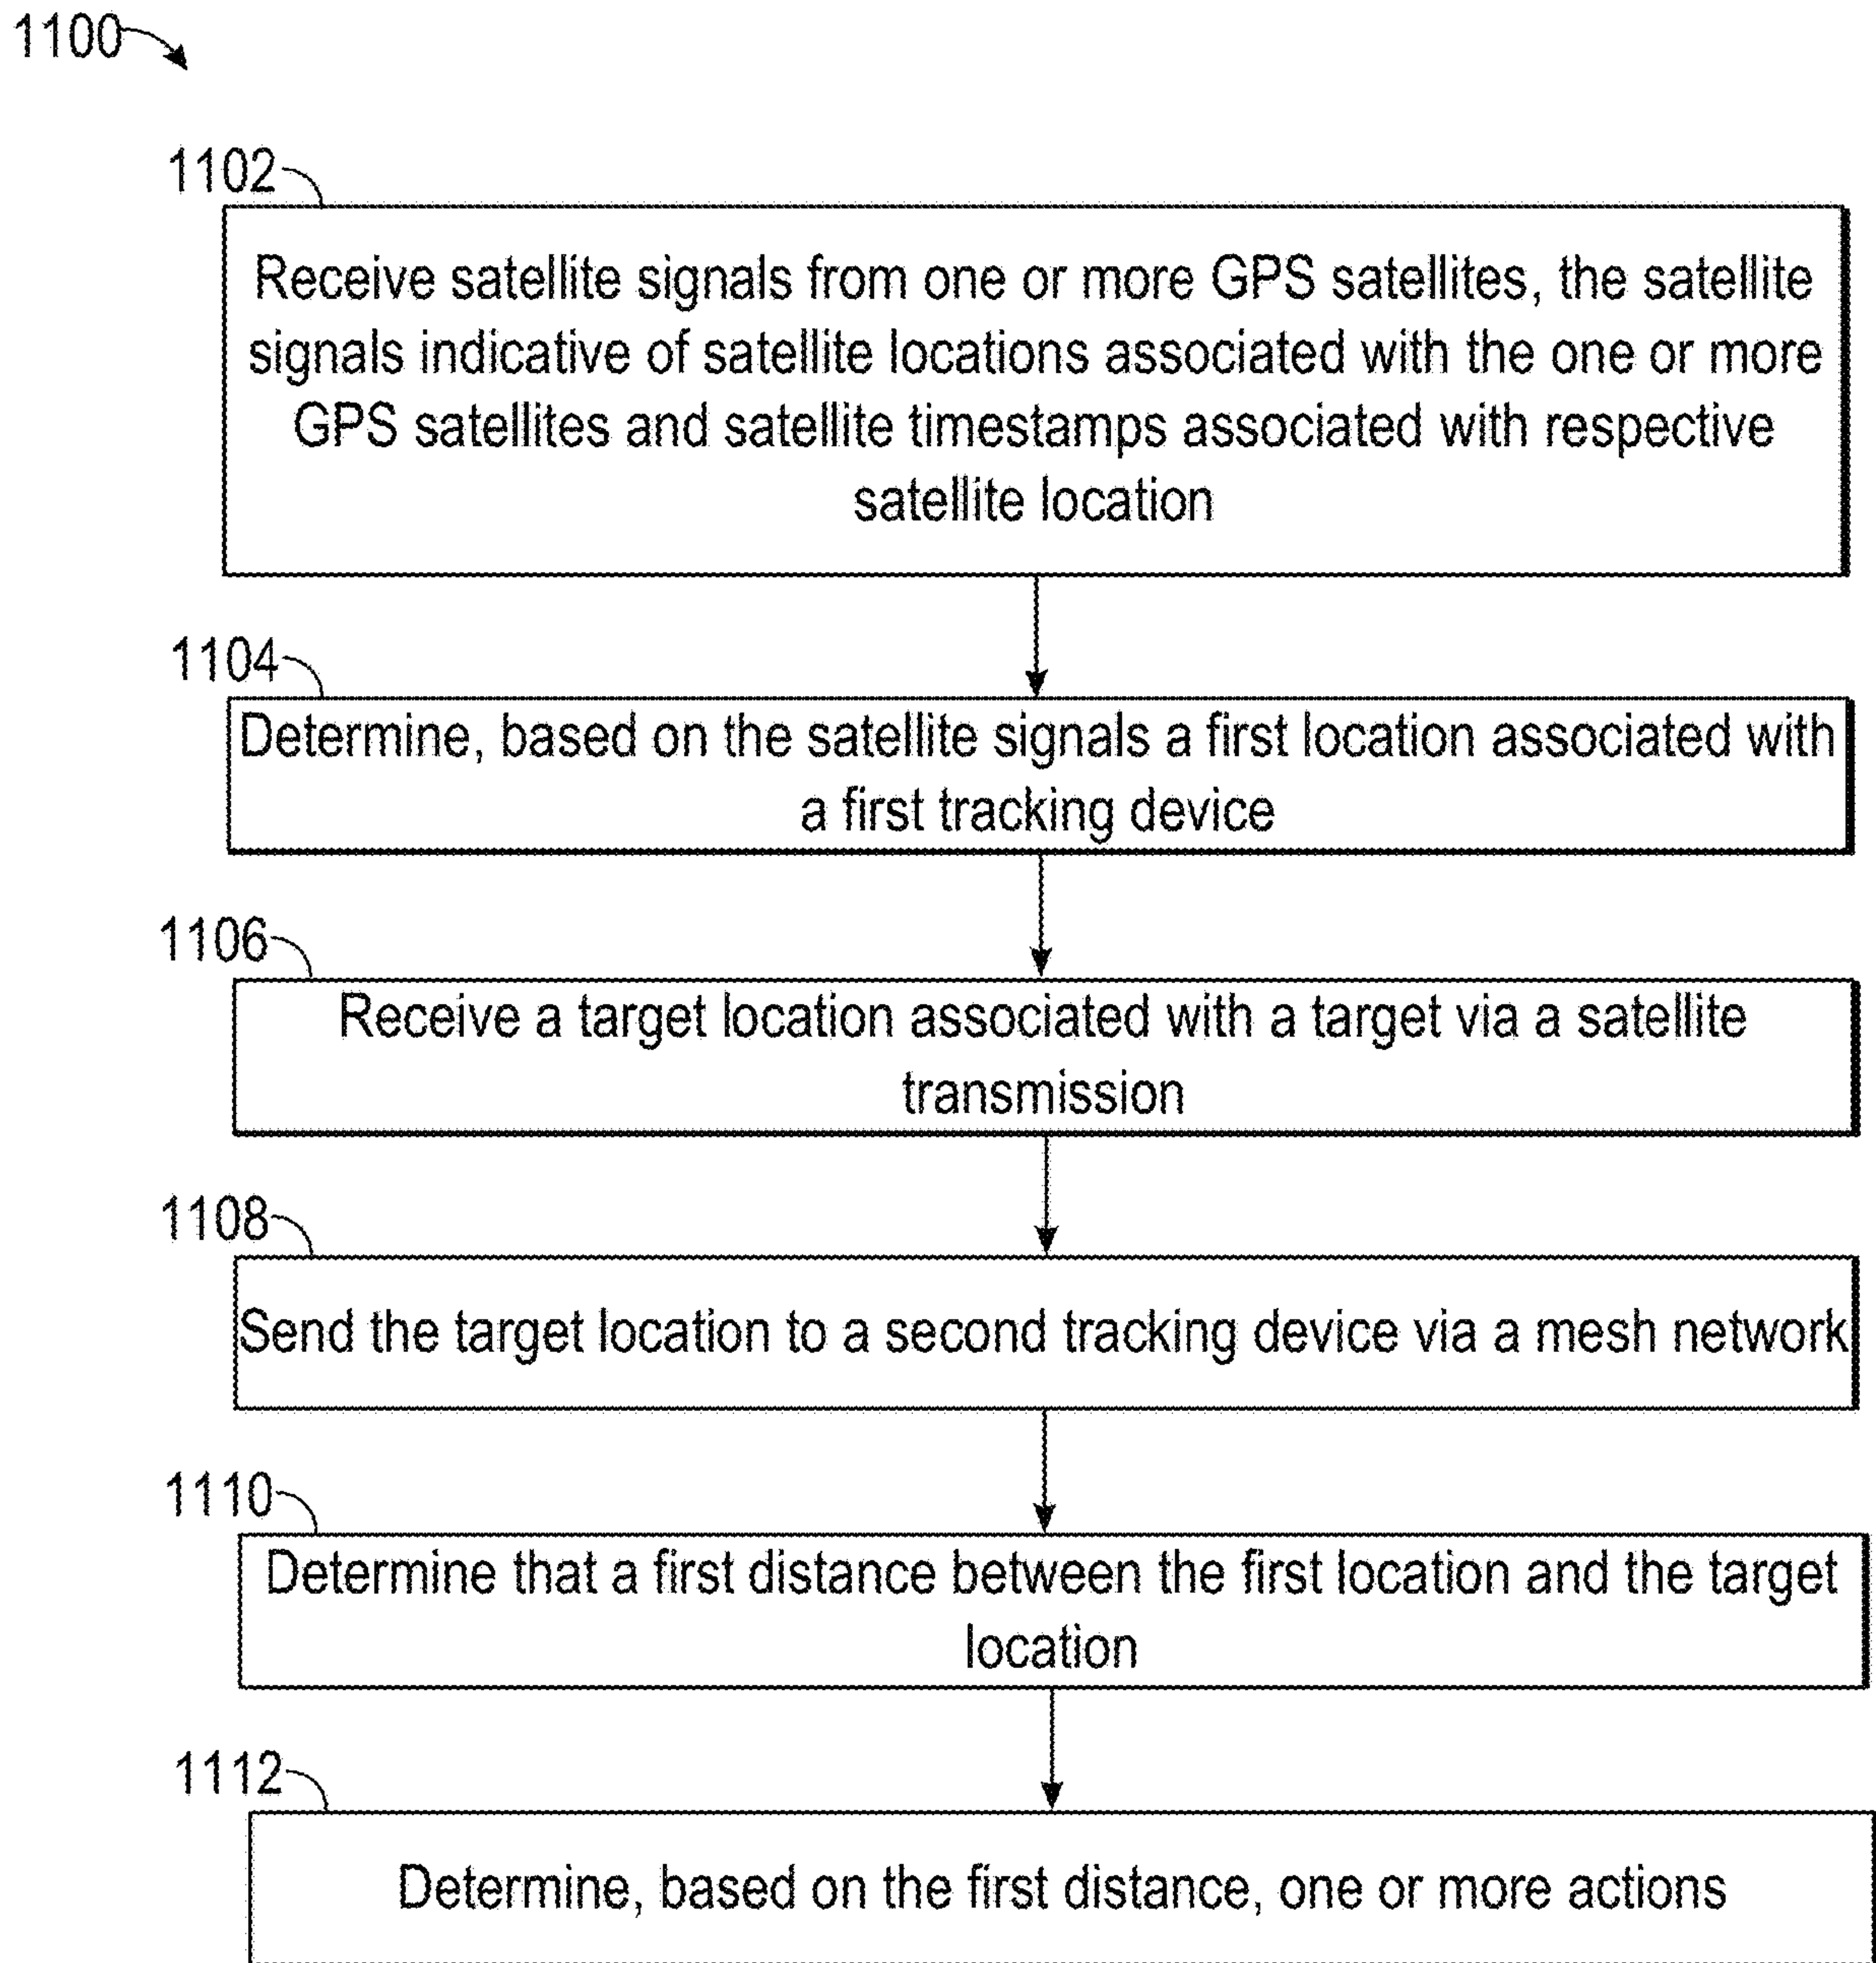 1100
1102
Receive satellite signals from one or more GPS satellites, the satellite
signals indicative of satellite locations associated with the one or more
GPS satellites and satellite timestamps associated with respective
satellite location
1104
Determine, based on the satellite signals a first location associated with
a first tracking device
1106
Receive a target location associated with a target via a satellite
transmission
1108
Send the target location to a second tracking device via a mesh network
1110
Determine that a first distance between the first location and the target
location
1112
Determine, based on the first distance, one or more actions